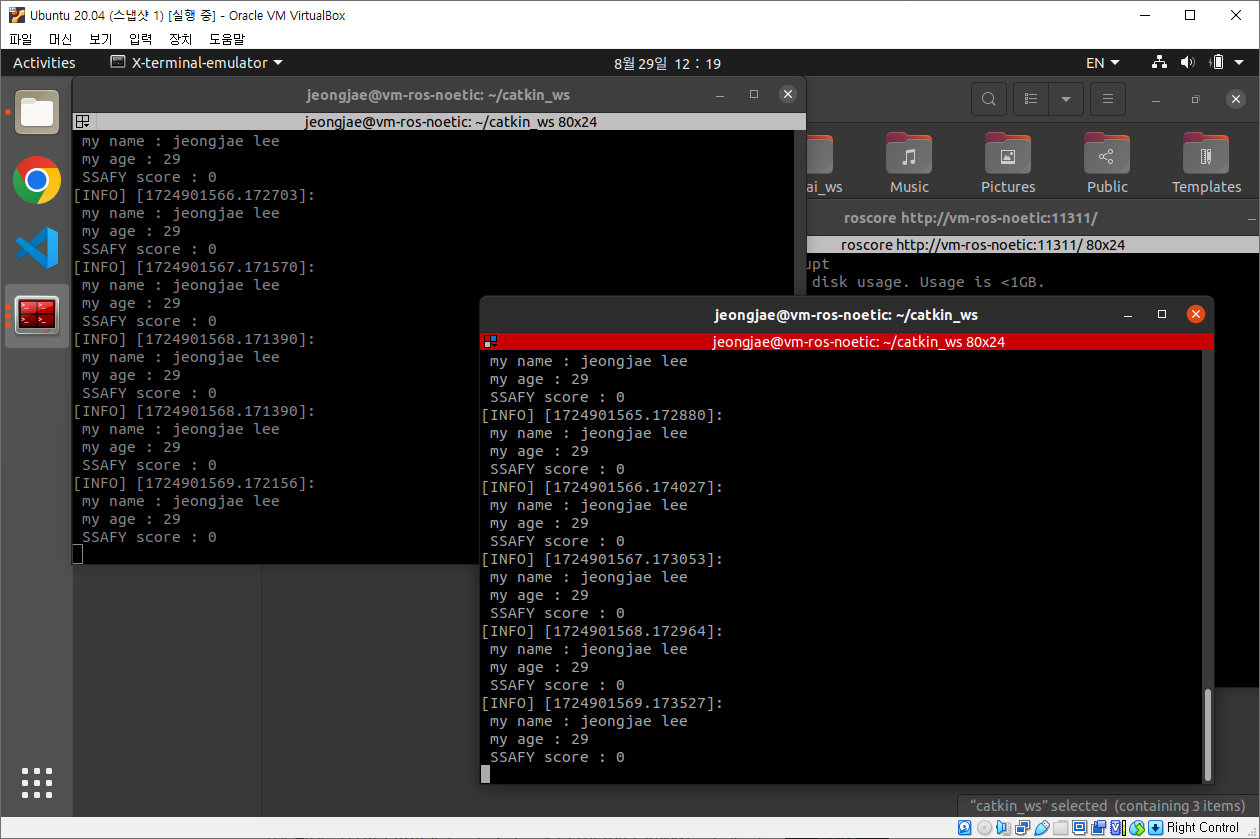 Ubuntu 20.04 (스냅샷 1) [실행 중] - Oracle VM VirtualBox
파일 머신 보기 입력 장치 도움말
Activities X-terminal-emulator 8월 29일 12 : 19 EN
jeongjae@vm-ros-noetic: ~/catkin_ws
jeongjae@vm-ros-noetic: ~/catkin_ws 80x24
my name : jeongjae lee
my age : 29
SSAFY score : 0
[INFO] [1724901566.172703]:
my name : jeongjae lee
my age : 29
SSAFY score : 0
[INFO] [1724901567.171570]:
my name : jeongjae lee
my age : 29
SSAFY score : 0
[INFO] [1724901568.171390]:
my name : jeongjae lee
my age : 29
SSAFY score : 0
[INFO] [1724901568.171390]:
my name : jeongjae lee
my age : 29
SSAFY score : 0
[INFO] [1724901569.172156]:
my name : jeongjae lee
my age : 29
SSAFY score : 0
ai_ws Music Pictures Public Templates
roscore http://vm-ros-noetic:11311/
roscore http://vm-ros-noetic:11311/ 80x24
upt
disk usage. Usage is <1GB.
jeongjae@vm-ros-noetic: ~/catkin_ws
jeongjae@vm-ros-noetic: ~/catkin_ws 80x24
my name : jeongjae lee
my age : 29
SSAFY score : 0
[INFO] [1724901565.172880]:
my name : jeongjae lee
my age : 29
SSAFY score : 0
[INFO] [1724901566.174027]:
my name : jeongjae lee
my age : 29
SSAFY score : 0
[INFO] [1724901567.173053]:
my name : jeongjae lee
my age : 29
SSAFY score : 0
[INFO] [1724901568.172964]:
my name : jeongjae lee
my age : 29
SSAFY score : 0
[INFO] [1724901569.173527]:
my name : jeongjae lee
my age : 29
SSAFY score : 0
“catkin_ws” selected (containing 3 items)
Right Control